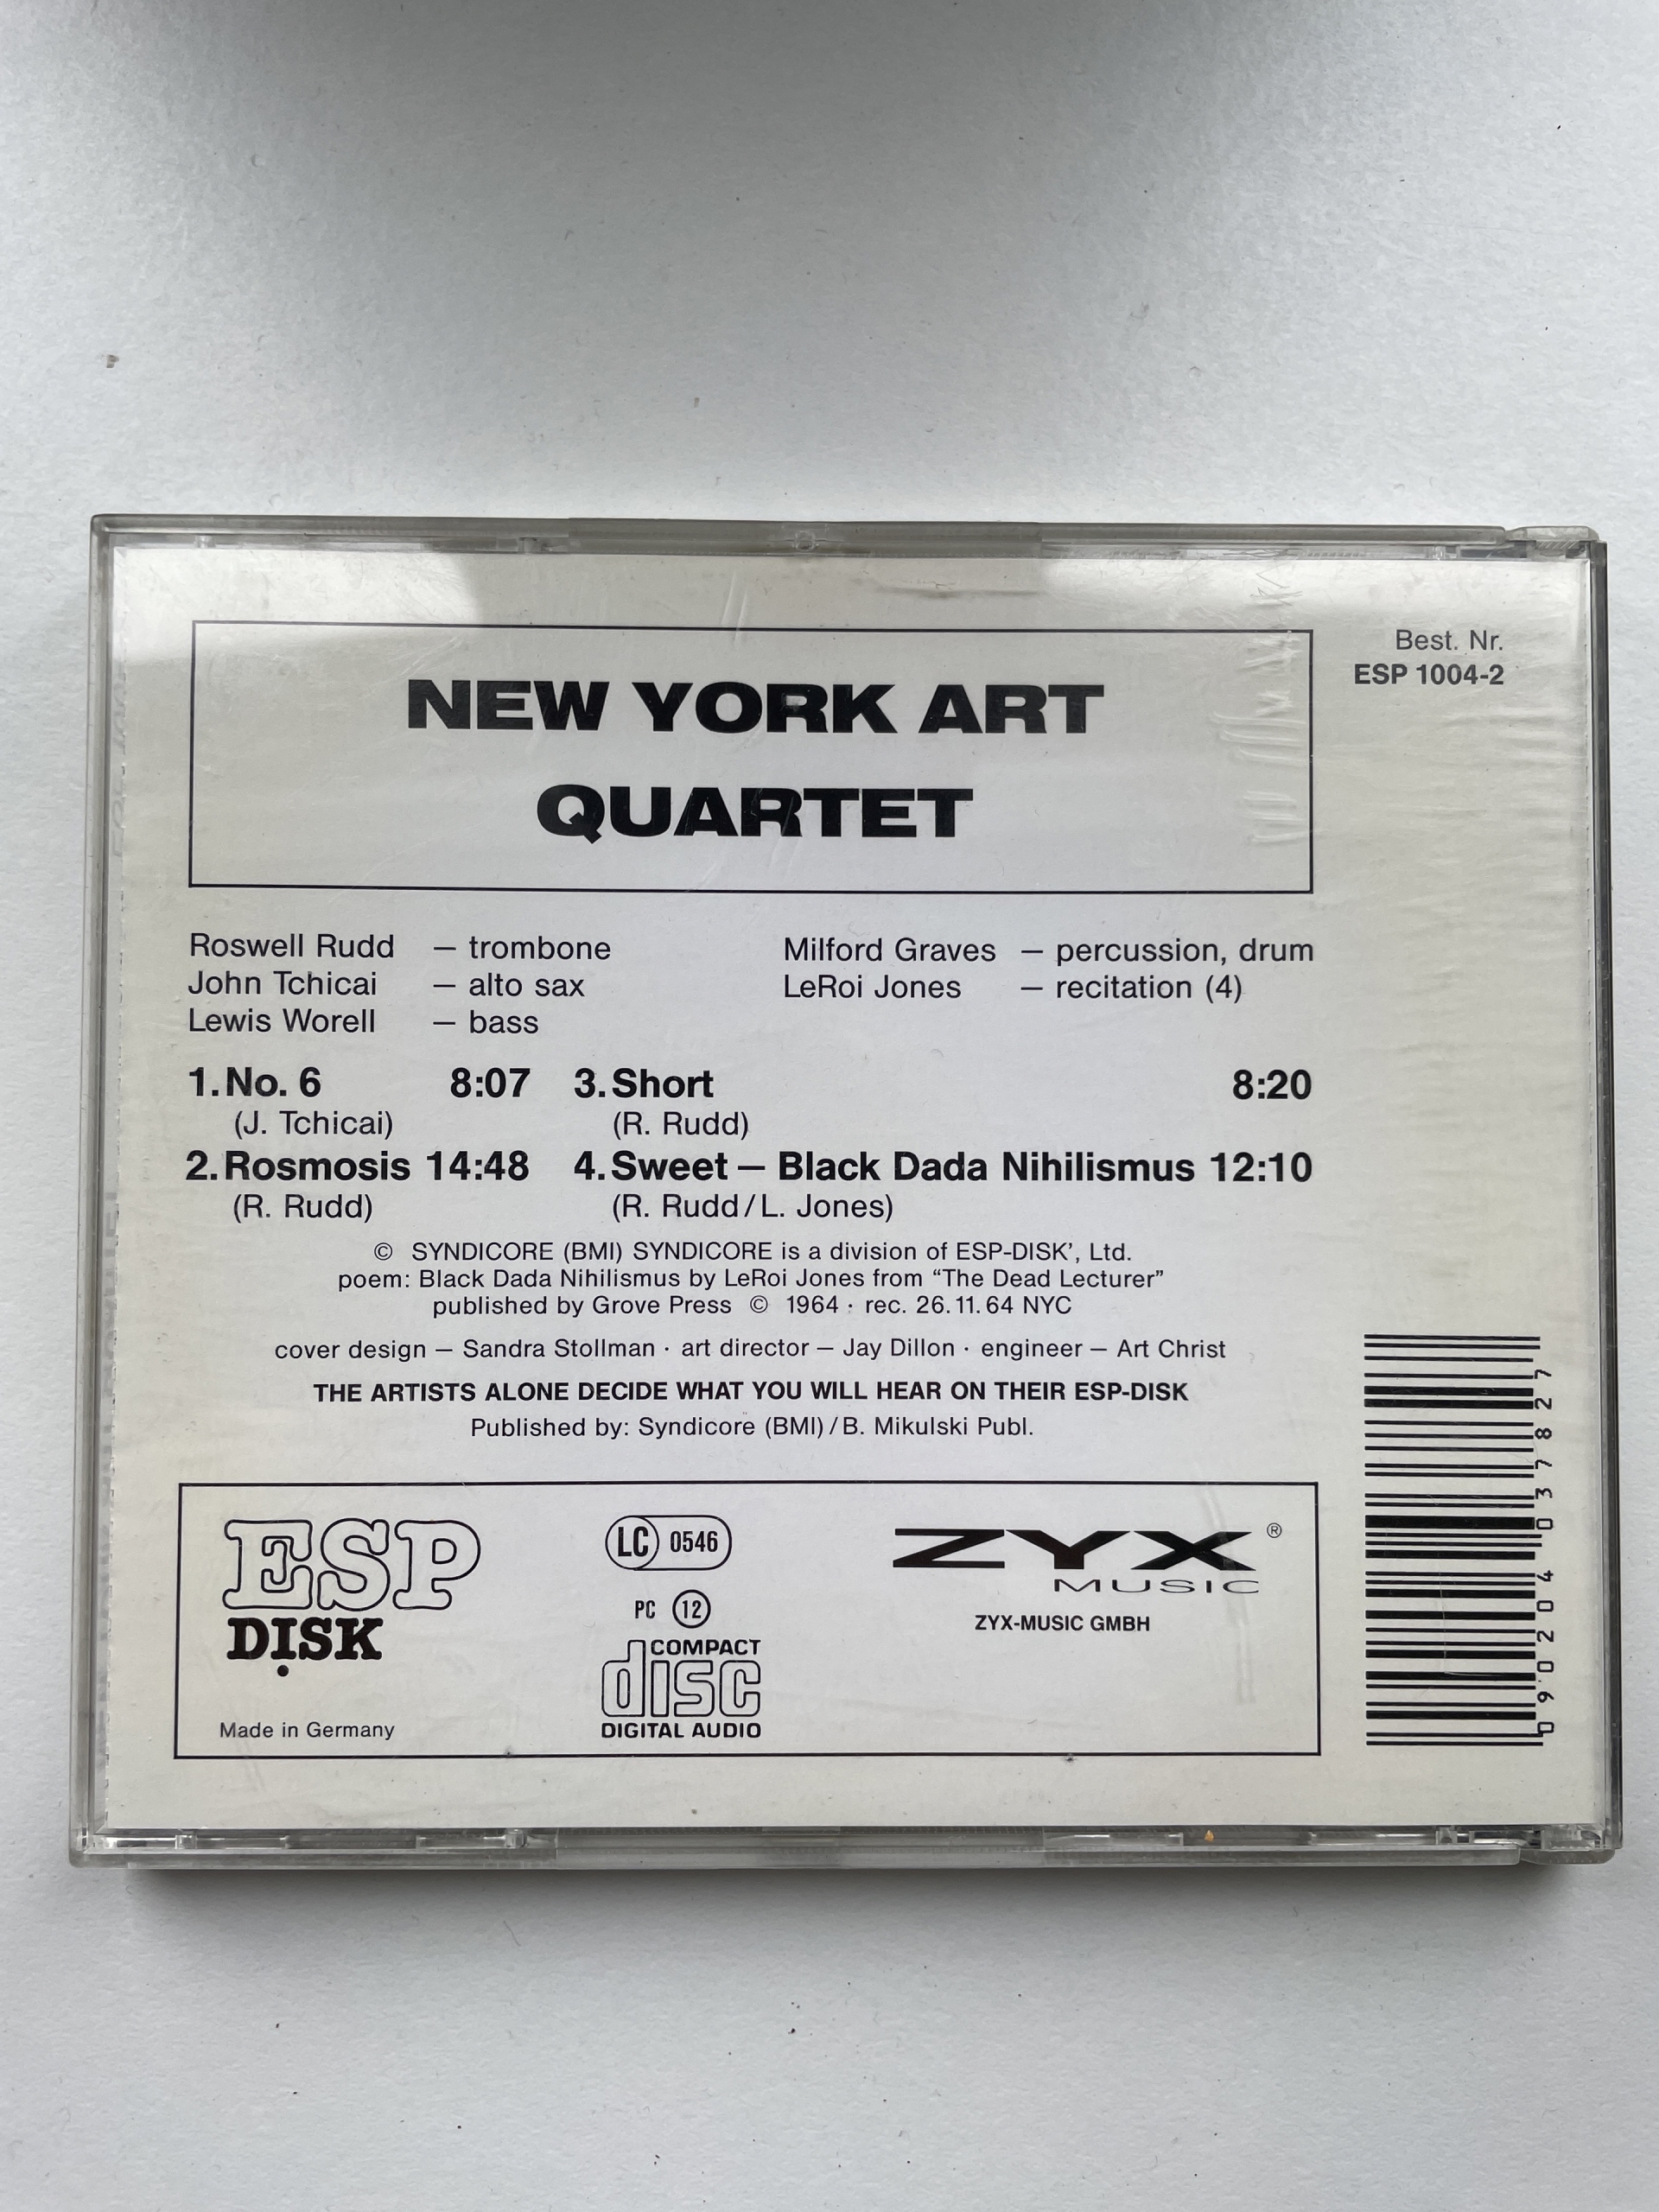 Best. Nr.
ESP 1004-2
NEW YORK ART
QUARTET
Roswell Rudd – trombone
John Tchicai – alto sax
Lewis Worell – bass
Milford Graves – percussion, drum
LeRoi Jones – recitation (4)
1. No. 6 8:07
(J. Tchicai)
2. Rosmosis 14:48
(R. Rudd)
3. Short 8:20
(R. Rudd)
4. Sweet – Black Dada Nihilismus 12:10
(R. Rudd / L. Jones)
© SYNDICORE (BMI) SYNDICORE is a division of ESP-DISK', Ltd.
poem: Black Dada Nihilismus by LeRoi Jones from “The Dead Lecturer”
published by Grove Press © 1964 · rec. 26.11.64 NYC
cover design – Sandra Stollman · art director – Jay Dillon · engineer – Art Christ
THE ARTISTS ALONE DECIDE WHAT YOU WILL HEAR ON THEIR ESP-DISK
Published by: Syndicore (BMI) / B. Mikulski Publ.
ESP
DISK
Made in Germany
LC 0546
PC 12
COMPACT
disc
DIGITAL AUDIO
ZYX ®
MUSIC
ZYX-MUSIC GMBH
090204037827